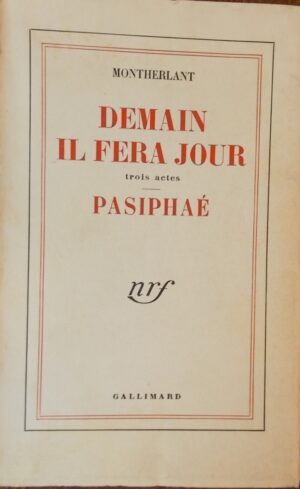 MONTHERLANT
DEMAIN
IL FERA JOUR
trois actes
PASIPHAÉ
nrf
GALLIMARD